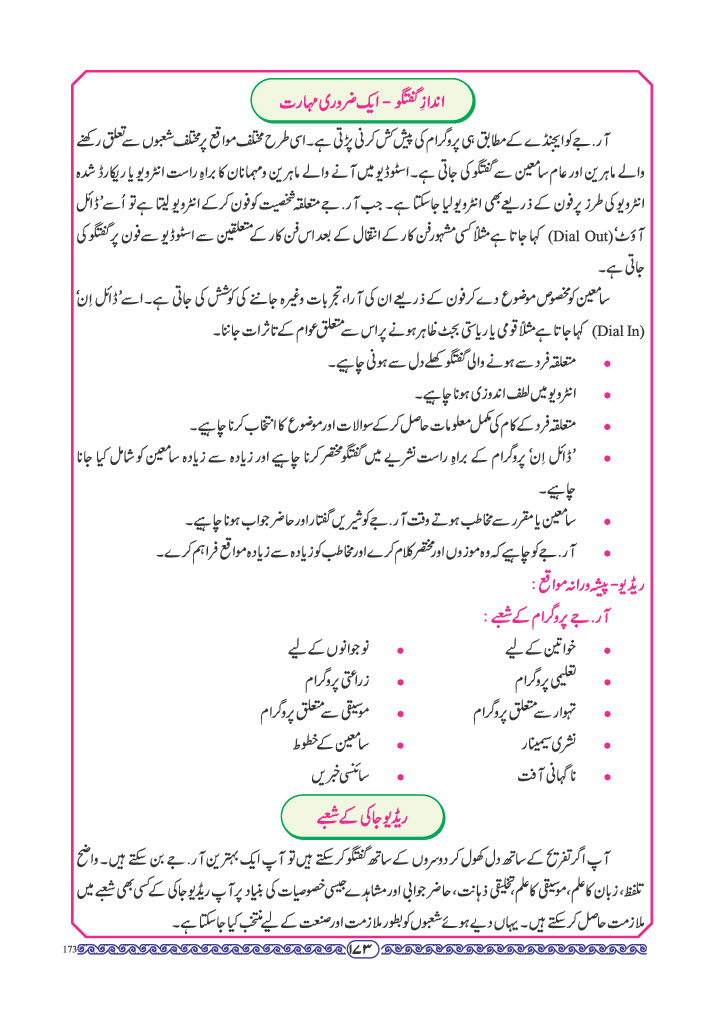 اندازِ گفتگو – ایک ضروری مہارت
آر.جے کو ایجنڈے کے مطابق ہی پروگرام کی پیش کش کرنی پڑتی ہے۔ اسی طرح مختلف مواقع پر مختلف شعبوں سے تعلق رکھنے
والے ماہرین اور عام سامعین سے گفتگو کی جاتی ہے۔ اسٹوڈیو میں آنے والے ماہرین و مہمانان کا براہِ راست انٹرویو یا ریکارڈ شدہ
انٹرویو کی طرز پر فون کے ذریعے بھی انٹرویو لیا جاسکتا ہے۔ جب آر.جے متعلقہ شخصیت کو فون کرکے انٹرویو لیتا ہے تو اُسے 'ڈائل
آؤٹ' (Dial Out) کہا جاتا ہے مثلاً کسی مشہور فن کار کے انتقال کے بعد اس فن کار کے متعلقین سے اسٹوڈیو سے فون پر گفتگو کی
جاتی ہے۔
سامعین کو مخصوص موضوع دے کر فون کے ذریعے ان کی آرا، تجربات وغیرہ جاننے کی کوشش کی جاتی ہے۔ اسے 'ڈائل اِن'
(Dial In) کہا جاتا ہے مثلاً قومی یا ریاستی بجٹ ظاہر ہونے پر اس سے متعلق عوام کے تاثرات جاننا۔
• متعلقہ فرد سے ہونے والی گفتگو کھلے دل سے ہونی چاہیے۔
• انٹرویو میں لطف اندوزی ہونا چاہیے۔
• متعلقہ فرد کے کام کی مکمل معلومات حاصل کرکے سوالات اور موضوع کا انتخاب کرنا چاہیے۔
• 'ڈائل اِن' پروگرام کے براہِ راست نشریے میں گفتگو مختصر کرنا چاہیے اور زیادہ سے زیادہ سامعین کو شامل کیا جانا
چاہیے۔
• سامعین یا مقرر سے مخاطب ہوتے وقت آر.جے کو شیریں گفتار اور حاضر جواب ہونا چاہیے۔
• آر.جے کو چاہیے کہ وہ موزوں اور مختصر کلام کرے اور مخاطب کو زیادہ سے زیادہ مواقع فراہم کرے۔
ریڈیو – پیشہ ورانہ مواقع :
آر.جے پروگرام کے شعبے :
• خواتین کے لیے • نوجوانوں کے لیے
• تعلیمی پروگرام • زراعتی پروگرام
• تہوار سے متعلق پروگرام • موسیقی سے متعلق پروگرام
• نشری سیمینار • سامعین کے خطوط
• ناگہانی آفت • سائنسی خبریں
ریڈیو جاکی کے شعبے
آپ اگر تفریح کے ساتھ دل کھول کر دوسروں کے ساتھ گفتگو کرسکتے ہیں تو آپ ایک بہترین آر.جے بن سکتے ہیں۔ واضح
تلفظ، زبان کا علم، موسیقی کا علم، تخلیقی ذہانت، حاضر جوابی اور مشاہدے جیسی خصوصیات کی بنیاد پر آپ ریڈیو جاکی کے کسی بھی شعبے میں
ملازمت حاصل کرسکتے ہیں۔ یہاں دیے ہوئے شعبوں کو بطور ملازمت اور صنعت کے لیے منتخب کیا جاسکتا ہے۔
173 ۱۷۳